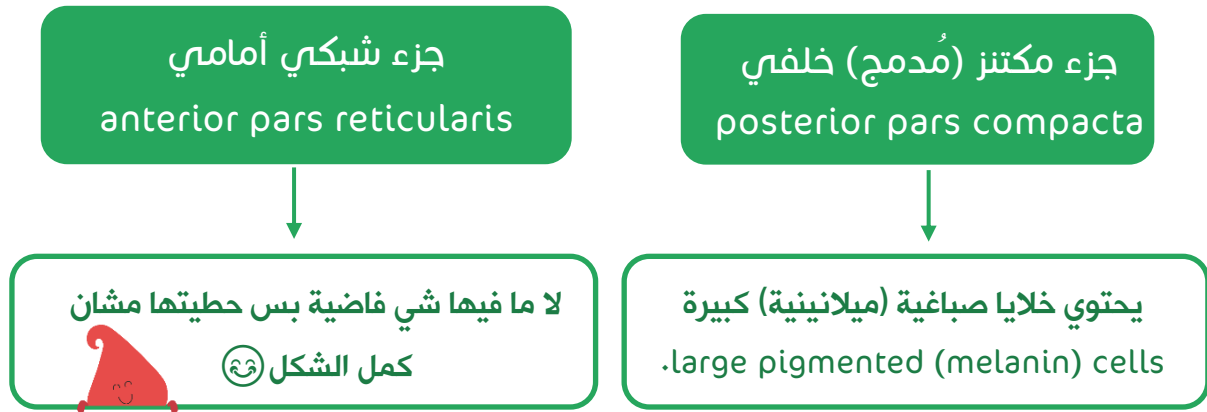 جزء مكتنز (مُدمج) خلفي
posterior pars compacta
يحتوي خلايا صباغية (ميلانينية) كبيرة
large pigmented (melanin) cells.
جزء شبكي أمامي
anterior pars reticularis
لا ما فيها شي فاضية بس حطيتها مشان
كمل الشكل😊